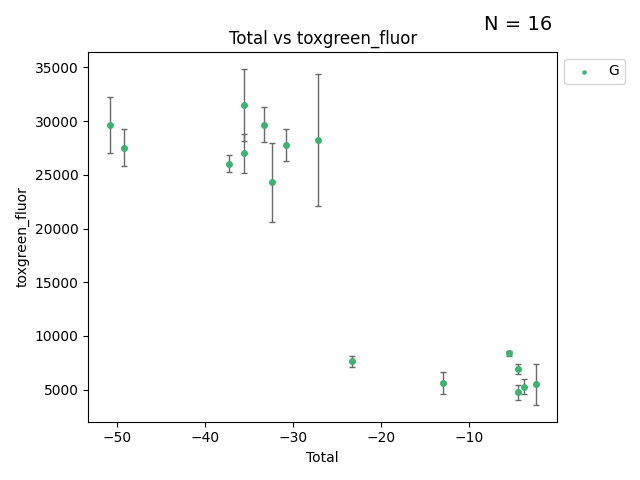 N = 16
Total vs toxgreen_fluor
G
35000
30000
25000
20000
15000
10000
5000
toxgreen_fluor
−50 −40 −30 −20 −10
Total